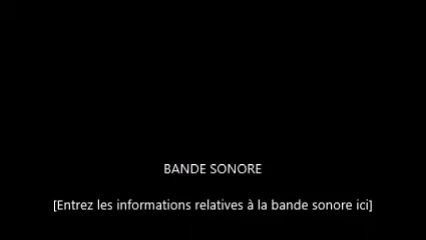 BANDE SONORE
[Entrez les informations relatives à la bande sonore ici]